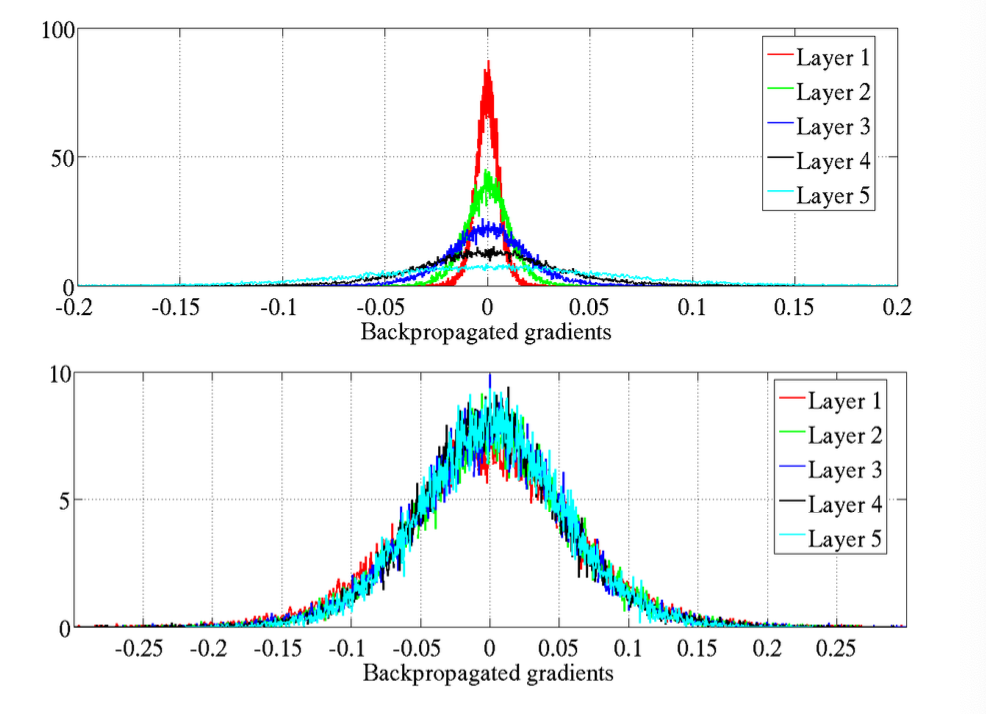 100
50
0
-0.2 -0.15 -0.1 -0.05 0 0.05 0.1 0.15 0.2
Backpropagated gradients
Layer 1
Layer 2
Layer 3
Layer 4
Layer 5
10
5
0
-0.25 -0.2 -0.15 -0.1 -0.05 0 0.05 0.1 0.15 0.2 0.25
Backpropagated gradients
Layer 1
Layer 2
Layer 3
Layer 4
Layer 5